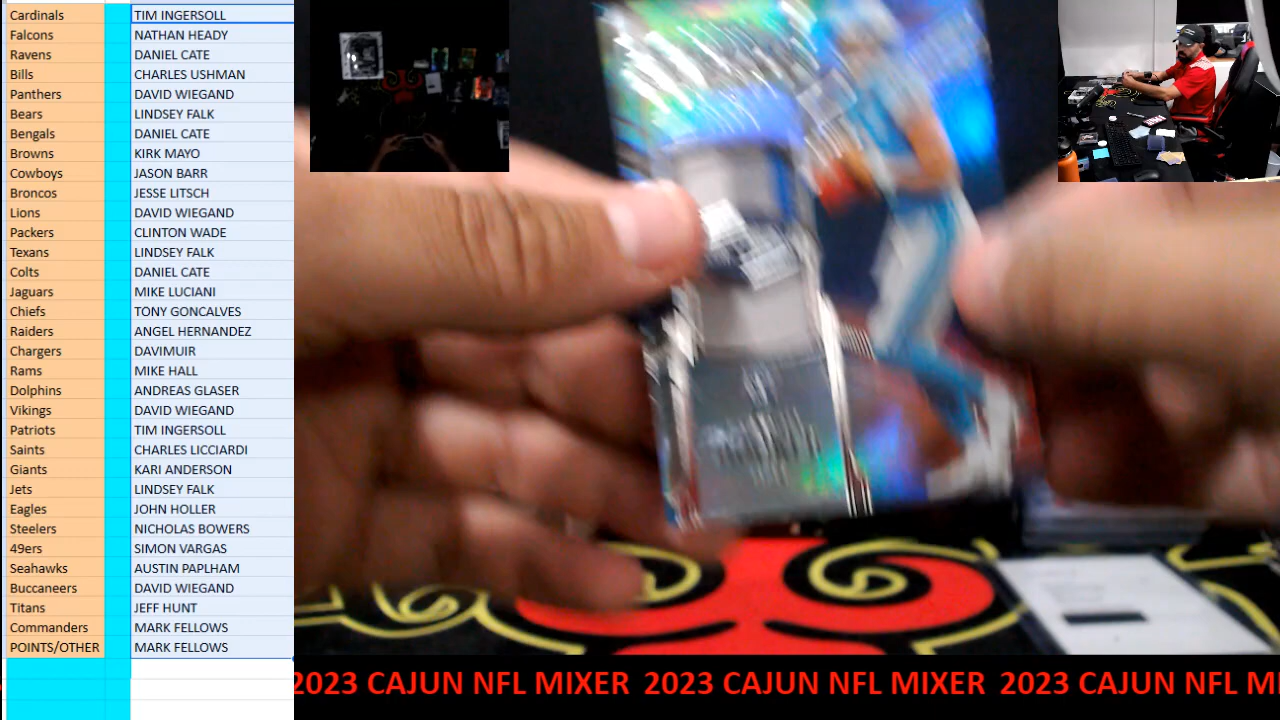 Cardinals TIM INGERSOLL
Falcons NATHAN HEADY
Ravens DANIEL CATE
Bills CHARLES USHMAN
Panthers DAVID WIEGAND
Bears LINDSEY FALK
Bengals DANIEL CATE
Browns KIRK MAYO
Cowboys JASON BARR
Broncos JESSE LITSCH
Lions DAVID WIEGAND
Packers CLINTON WADE
Texans LINDSEY FALK
Colts DANIEL CATE
Jaguars MIKE LUCIANI
Chiefs TONY GONCALVES
Raiders ANGEL HERNANDEZ
Chargers DAVIMUIR
Rams MIKE HALL
Dolphins ANDREAS GLASER
Vikings DAVID WIEGAND
Patriots TIM INGERSOLL
Saints CHARLES LICCIARDI
Giants KARI ANDERSON
Jets LINDSEY FALK
Eagles JOHN HOLLER
Steelers NICHOLAS BOWERS
49ers SIMON VARGAS
Seahawks AUSTIN PAPLHAM
Buccaneers DAVID WIEGAND
Titans JEFF HUNT
Commanders MARK FELLOWS
POINTS/OTHER MARK FELLOWS
2023 CAJUN NFL MIXER 2023 CAJUN NFL MIXER 2023 CAJUN NFL MI